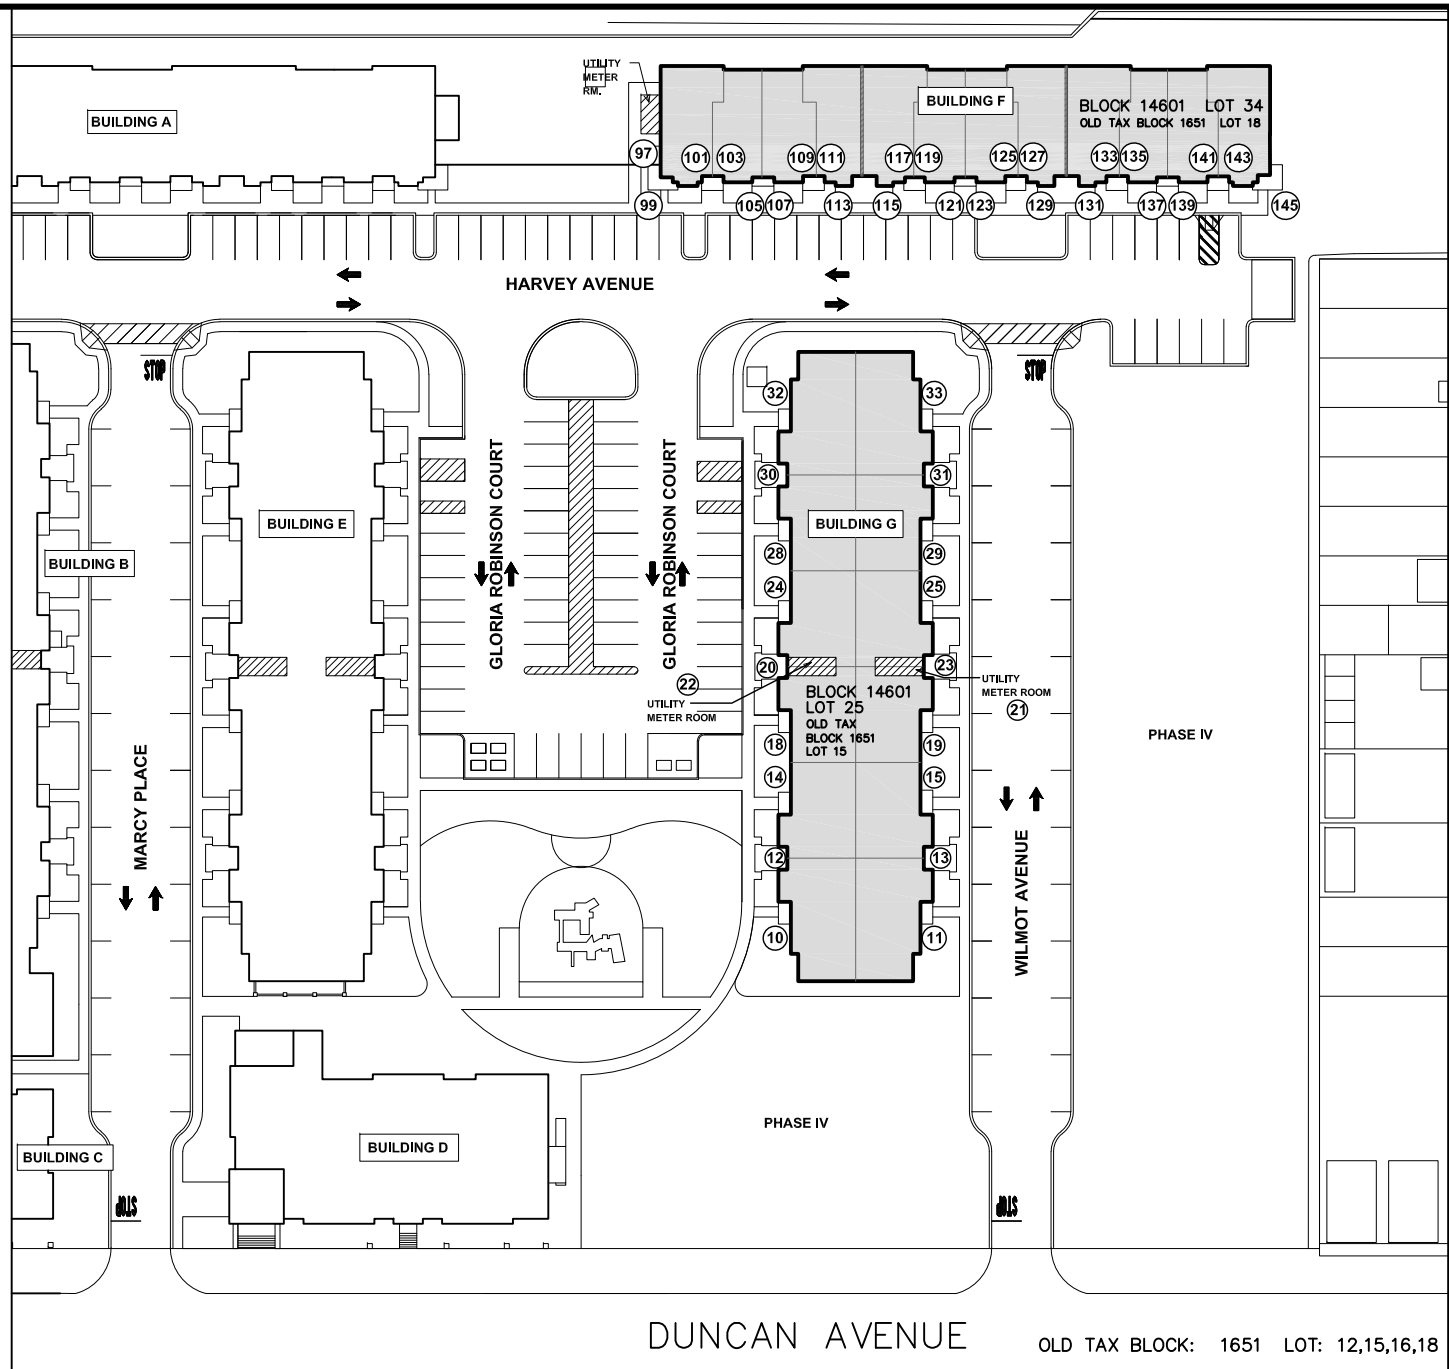 UTILITY
METER
RM.
BUILDING A
BUILDING F
BLOCK 14601 LOT 34
OLD TAX BLOCK 1651 LOT 18
97
101
103
109
111
117
119
125
127
133
135
141
143
99
105
107
113
115
121
123
129
131
137
139
145
HARVEY AVENUE
STOP
STOP
32
33
GLORIA ROBINSON COURT
GLORIA ROBINSON COURT
30
31
BUILDING E
BUILDING G
BUILDING B
28
29
24
25
20
23
22
UTILITY
METER ROOM
UTILITY
METER ROOM
21
BLOCK 14601
LOT 25
OLD TAX
BLOCK 1651
LOT 15
PHASE IV
18
19
14
15
MARCY PLACE
WILMOT AVENUE
12
13
10
11
PHASE IV
BUILDING D
BUILDING C
STOP
STOP
DUNCAN AVENUE
OLD TAX BLOCK: 1651 LOT: 12,15,16,18